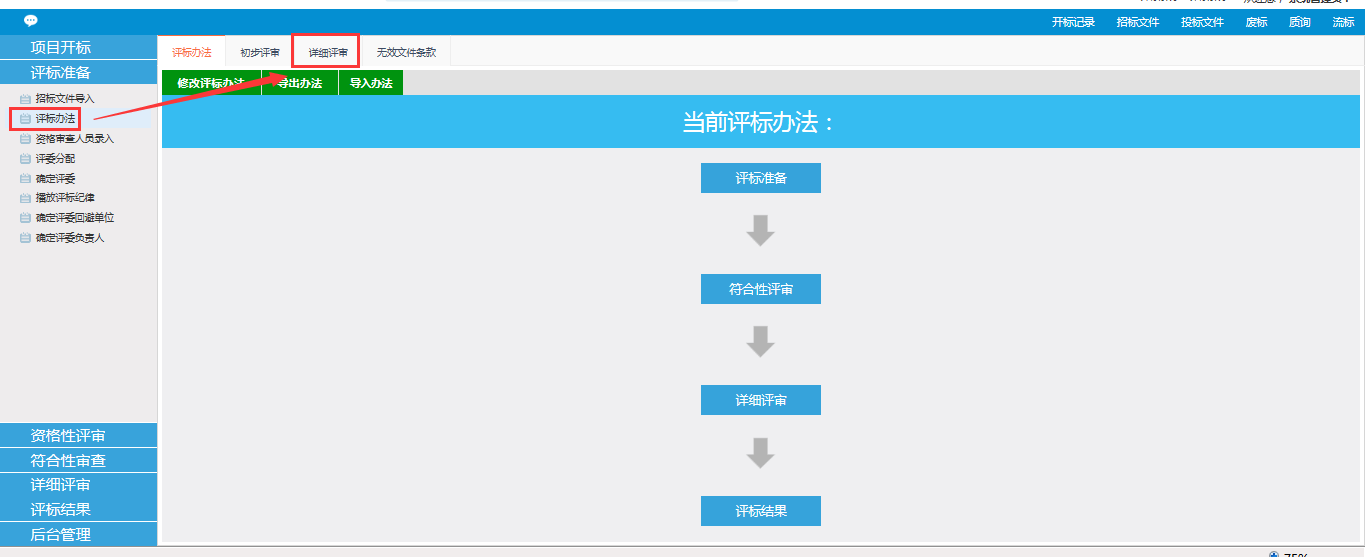 开标记录 招标文件 投标文件 废标 质询 流标
项目开标
评标准备
招标文件导入
评标办法
资格审查人员录入
评委分配
确定评委
播放评标纪律
确定评委回避单位
确定评委负责人
资格性评审
符合性审查
详细评审
评标结果
后台管理
评标办法 初步评审 详细评审 无效文件条款
修改评标办法 导出办法 导入办法
当前评标办法：
评标准备
符合性评审
详细评审
评标结果
75%